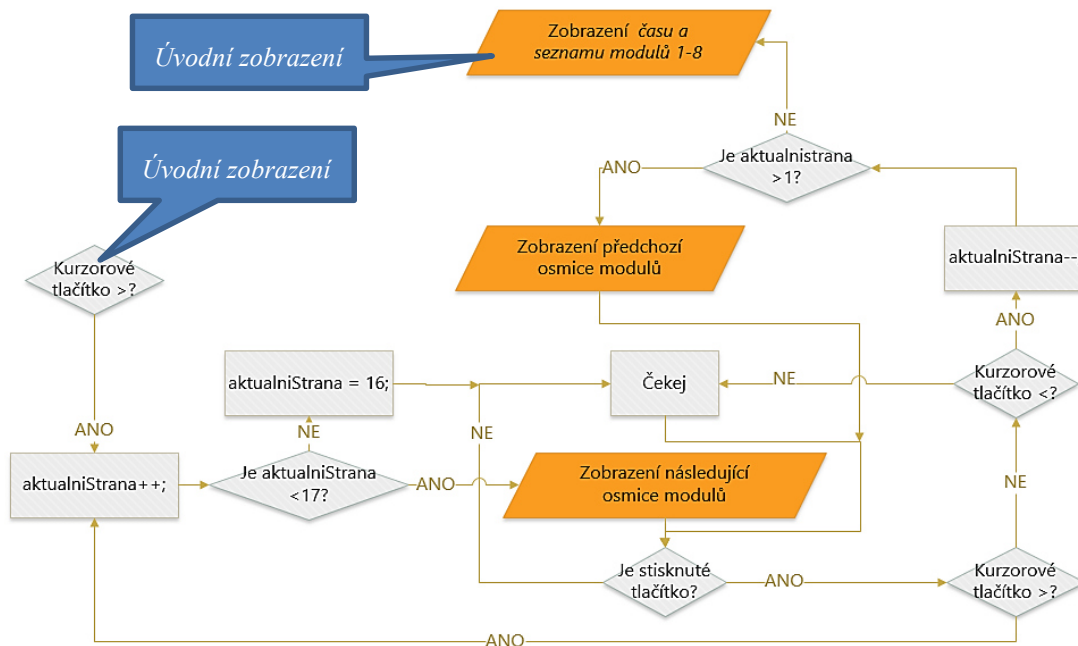 Úvodní zobrazení
Zobrazení času a
seznamu modulů 1-8
NE
Úvodní zobrazení
Je aktualnistrana
>1?
ANO
Kurzorové
tlačítko >?
Zobrazení předchozí
osmice modulů
aktualniStrana--
ANO
aktualniStrana = 16;
Čekej
NE
Kurzorové
tlačítko <?
ANO
NE
NE
aktualniStrana++;
Je aktualniStrana
<17?
ANO
Zobrazení následující
osmice modulů
NE
Je stisknuté
tlačítko?
ANO
Kurzorové
tlačítko >?
ANO